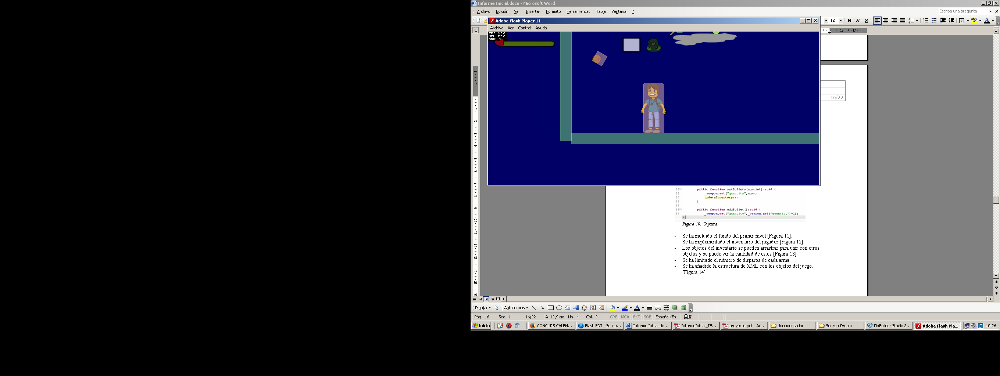 Informe Inicial.docx - Microsoft Word
Archivo Edición Ver Insertar Formato Herramientas Tabla Ventana ?
Escriba una pregunta
12 N K S
Adobe Flash Player 11
Archivo Ver Control Ayuda
16 17
FPS: 49.6
MEM: 29.0
16/22
28 public function setBullets(num:int):void {
29 _weapon.set("quantity",num);
30 updateInventory();
31 }
32
33 public function addBullet():void {
34 _weapon.set("quantity",_weapon.get("quantity")+1);
Figura 10: Captura
- Se ha incluido el fondo del primer nivel [Figura 11].
- Se ha implementado el inventario del jugador [Figura 12].
- Los objetos del inventario se pueden arrastrar para unir con otros
objetos y se puede ver la cantidad de estos [Figura 13]
- Se ha limitado el número de disparos de cada arma
- Se ha añadido la estructura de XML con los objetos del juego.
[Figura 14]
Dibujar Autoformas
Pág. 16 Sec. 1 16/22 A 12,9 cm Lín. 4 Col. 2 GRB MCA EXT SOB Español (Es
Inicio CONCURS CALEN... Flash FDT - Sunke... Informe Inicial.do... InformeInicial_TF... proyecto.pdf - Ad... documentacion Sunken-Dream PixBuilder Studio 2... Adobe Flash Pla... 10:26